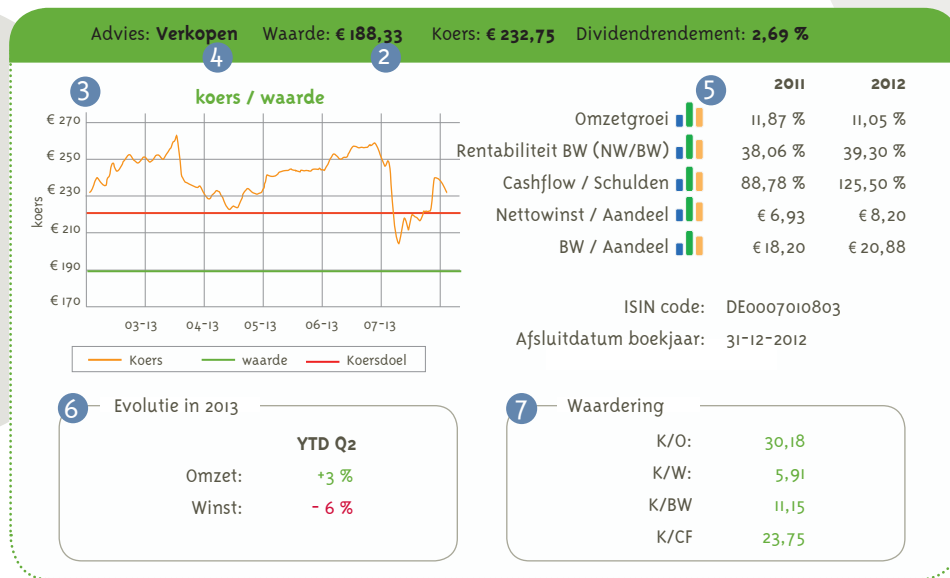 Advies: Verkopen Waarde: € 188,33 Koers: € 232,75 Dividendrendement: 2,69 %
4 2
3 koers / waarde
€ 270
€ 250
€ 230
€ 210
€ 190
€ 170
koers
03-13 04-13 05-13 06-13 07-13
Koers waarde Koersdoel
5 2011 2012
Omzetgroei 11,87 % 11,05 %
Rentabiliteit BW (NW/BW) 38,06 % 39,30 %
Cashflow / Schulden 88,78 % 125,50 %
Nettowinst / Aandeel € 6,93 € 8,20
BW / Aandeel € 18,20 € 20,88
ISIN code: DE0007010803
Afsluitdatum boekjaar: 31-12-2012
6 Evolutie in 2013
YTD Q2
Omzet: +3 %
Winst: - 6 %
7 Waardering
K/O: 30,18
K/W: 5,91
K/BW 11,15
K/CF 23,75